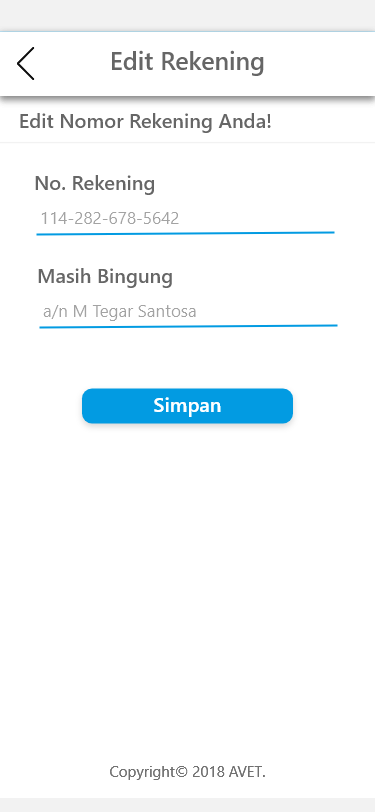 Edit Rekening
Edit Nomor Rekening Anda!
No. Rekening
114-282-678-5642
Masih Bingung
a/n M Tegar Santosa
Simpan
Copyright© 2018 AVET.